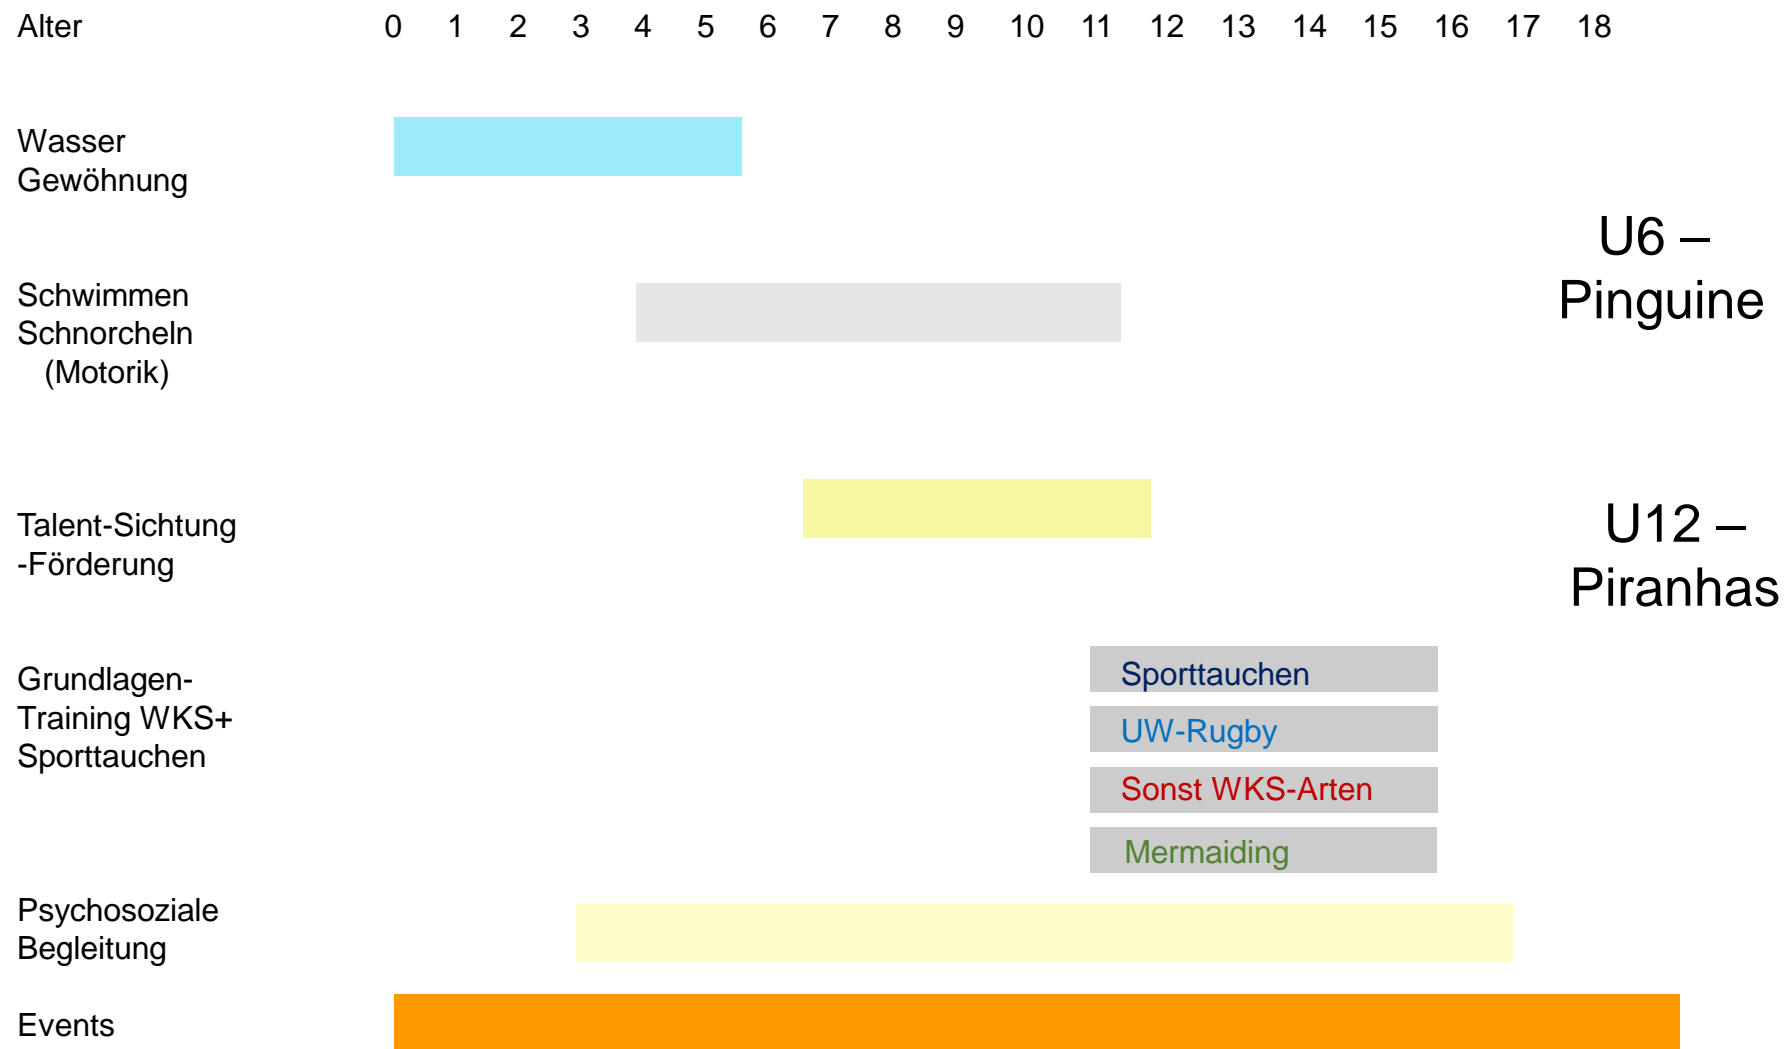 Alter 0 1 2 3 4 5 6 7 8 9 10 11 12 13 14 15 16 17 18
Wasser
Gewöhnung
U6 –
Pinguine
Schwimmen
Schnorcheln
(Motorik)
Talent-Sichtung
-Förderung
U12 –
Piranhas
Grundlagen-
Training WKS+
Sporttauchen
Sporttauchen
UW-Rugby
Sonst WKS-Arten
Mermaiding
Psychosoziale
Begleitung
Events